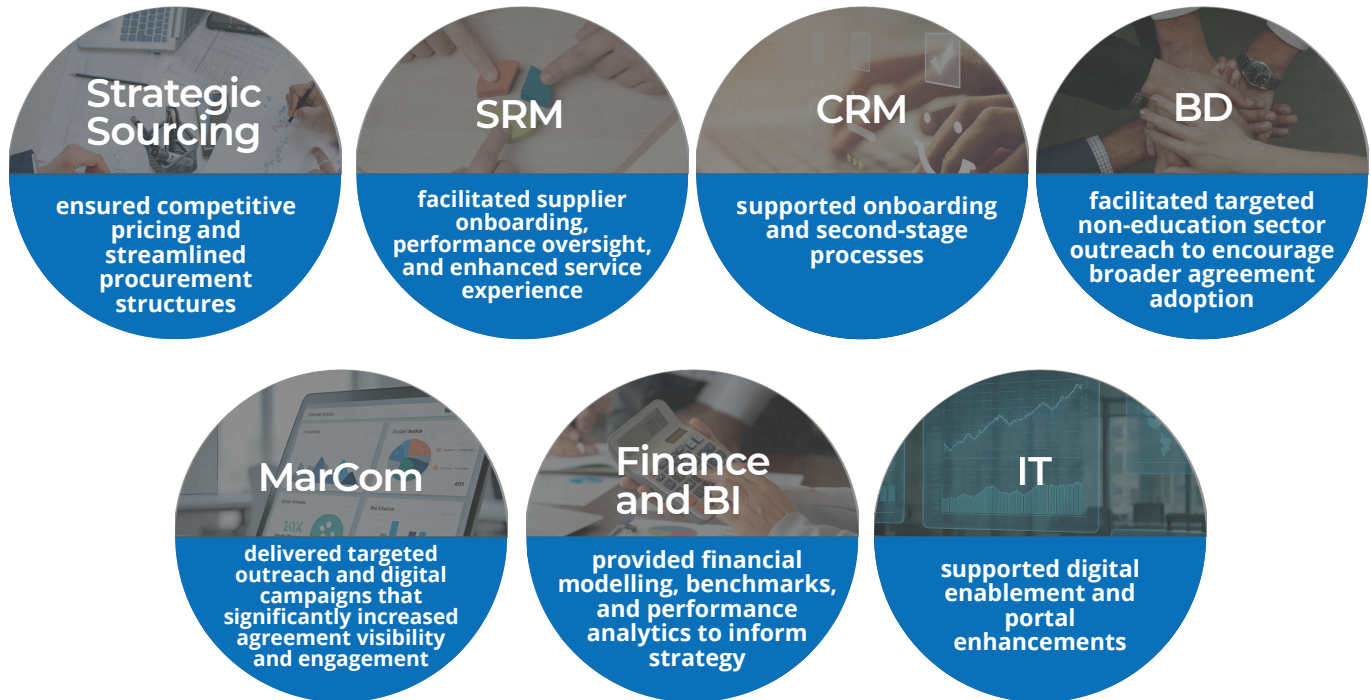 Strategic
Sourcing
ensured competitive
pricing and
streamlined
procurement
structures
SRM
facilitated supplier
onboarding,
performance oversight,
and enhanced service
experience
CRM
supported onboarding
and second-stage
processes
BD
facilitated targeted
non-education sector
outreach to encourage
broader agreement
adoption
MarCom
delivered targeted
outreach and digital
campaigns that
significantly increased
agreement visibility
and engagement
10%
Finance
and BI
provided financial
modelling, benchmarks,
and performance
analytics to inform
strategy
IT
supported digital
enablement and
portal
enhancements